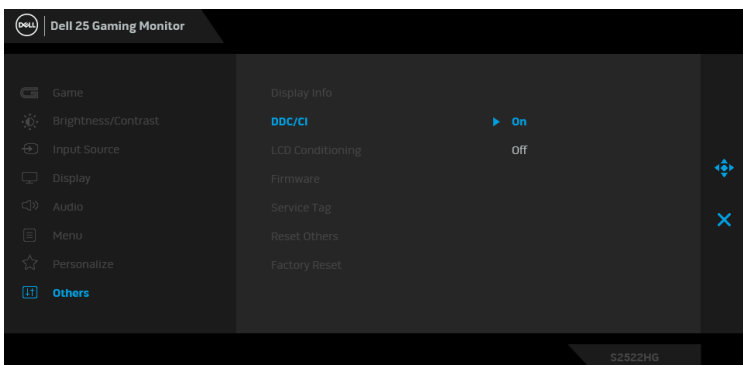 DELL Dell 25 Gaming Monitor
Game
Display Info
Brightness/Contrast
DDC/CI
On
Input Source
LCD Conditioning
Off
Display
Firmware
Audio
Service Tag
Menu
Reset Others
Personalize
Factory Reset
Others
S2522HG